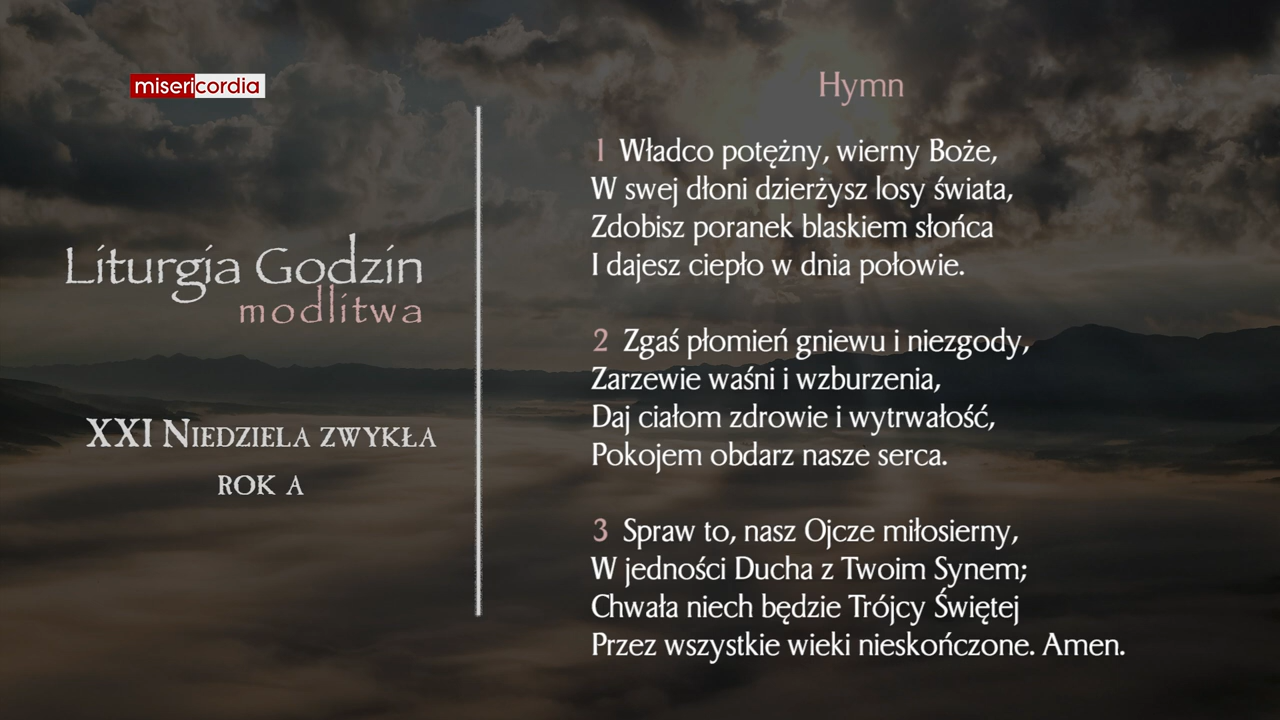 misericordia
Liturgia Godzin
modlitwa
XXI Niedziela zwykła
rok A
Hymn
1 Władco potężny, wierny Boże,
W swej dłoni dzierżysz losy świata,
Zdobisz poranek blaskiem słońca
I dajesz ciepło w dnia połowie.
2 Zgaś płomień gniewu i niezgody,
Zarzewie waśni i wzburzenia,
Daj ciałom zdrowie i wytrwałość,
Pokojem obdarz nasze serca.
3 Spraw to, nasz Ojcze miłosierny,
W jedności Ducha z Twoim Synem;
Chwała niech będzie Trójcy Świętej
Przez wszystkie wieki nieskończone. Amen.